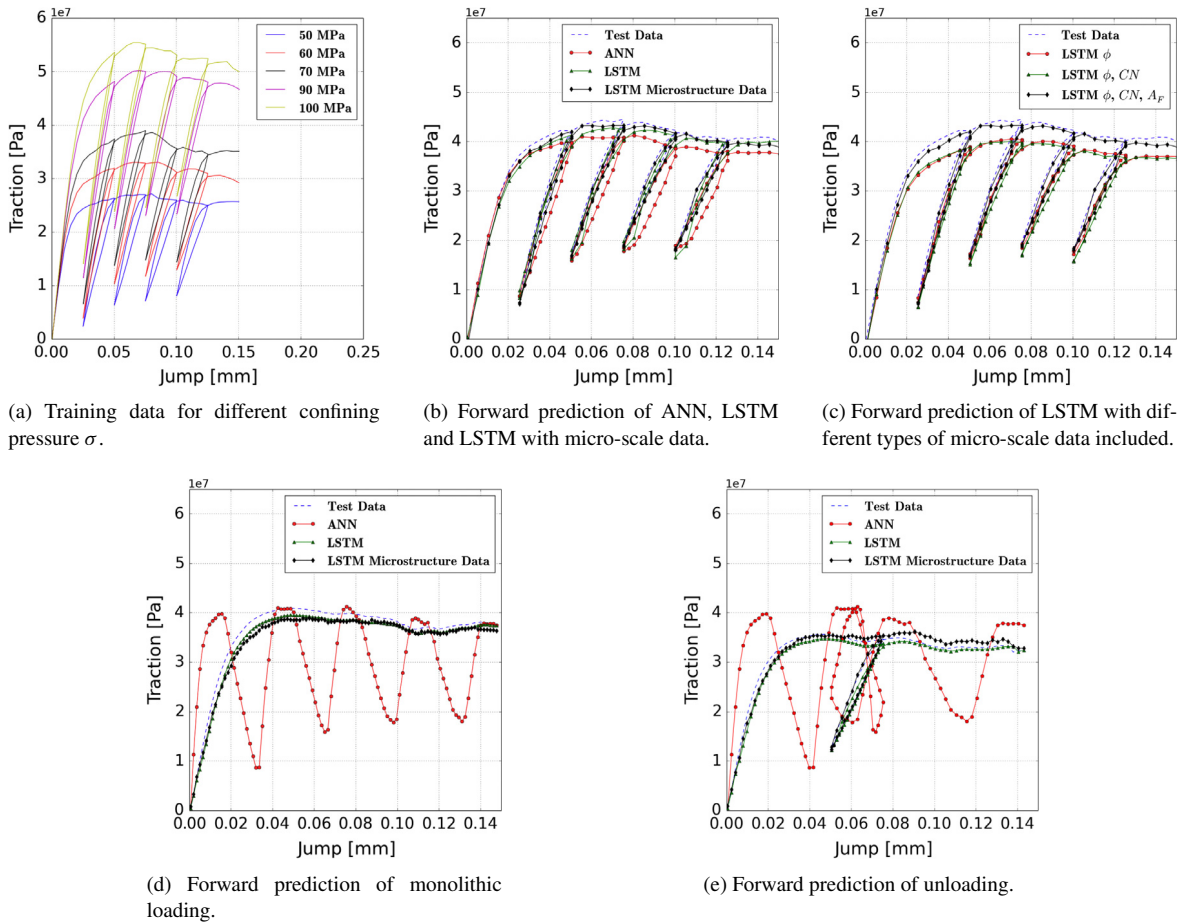 1e7
6
5
4
3
2
1
0
Traction [Pa]
0.00 0.05 0.10 0.15 0.20 0.25
Jump [mm]
50 MPa
60 MPa
70 MPa
90 MPa
100 MPa
(a) Training data for different confining
pressure σ.
1e7
6
5
4
3
2
1
0
Traction [Pa]
0.00 0.02 0.04 0.06 0.08 0.10 0.12 0.14
Jump [mm]
Test Data
ANN
LSTM
LSTM Microstructure Data
(b) Forward prediction of ANN, LSTM
and LSTM with micro-scale data.
1e7
6
5
4
3
2
1
0
Traction [Pa]
0.00 0.02 0.04 0.06 0.08 0.10 0.12 0.14
Jump [mm]
Test Data
LSTM ϕ
LSTM ϕ, CN
LSTM ϕ, CN, A_F
(c) Forward prediction of LSTM with dif-
ferent types of micro-scale data included.
1e7
6
5
4
3
2
1
0
Traction [Pa]
0.00 0.02 0.04 0.06 0.08 0.10 0.12 0.14
Jump [mm]
Test Data
ANN
LSTM
LSTM Microstructure Data
(d) Forward prediction of monolithic
loading.
1e7
6
5
4
3
2
1
0
Traction [Pa]
0.00 0.02 0.04 0.06 0.08 0.10 0.12 0.14
Jump [mm]
Test Data
ANN
LSTM
LSTM Microstructure Data
(e) Forward prediction of unloading.